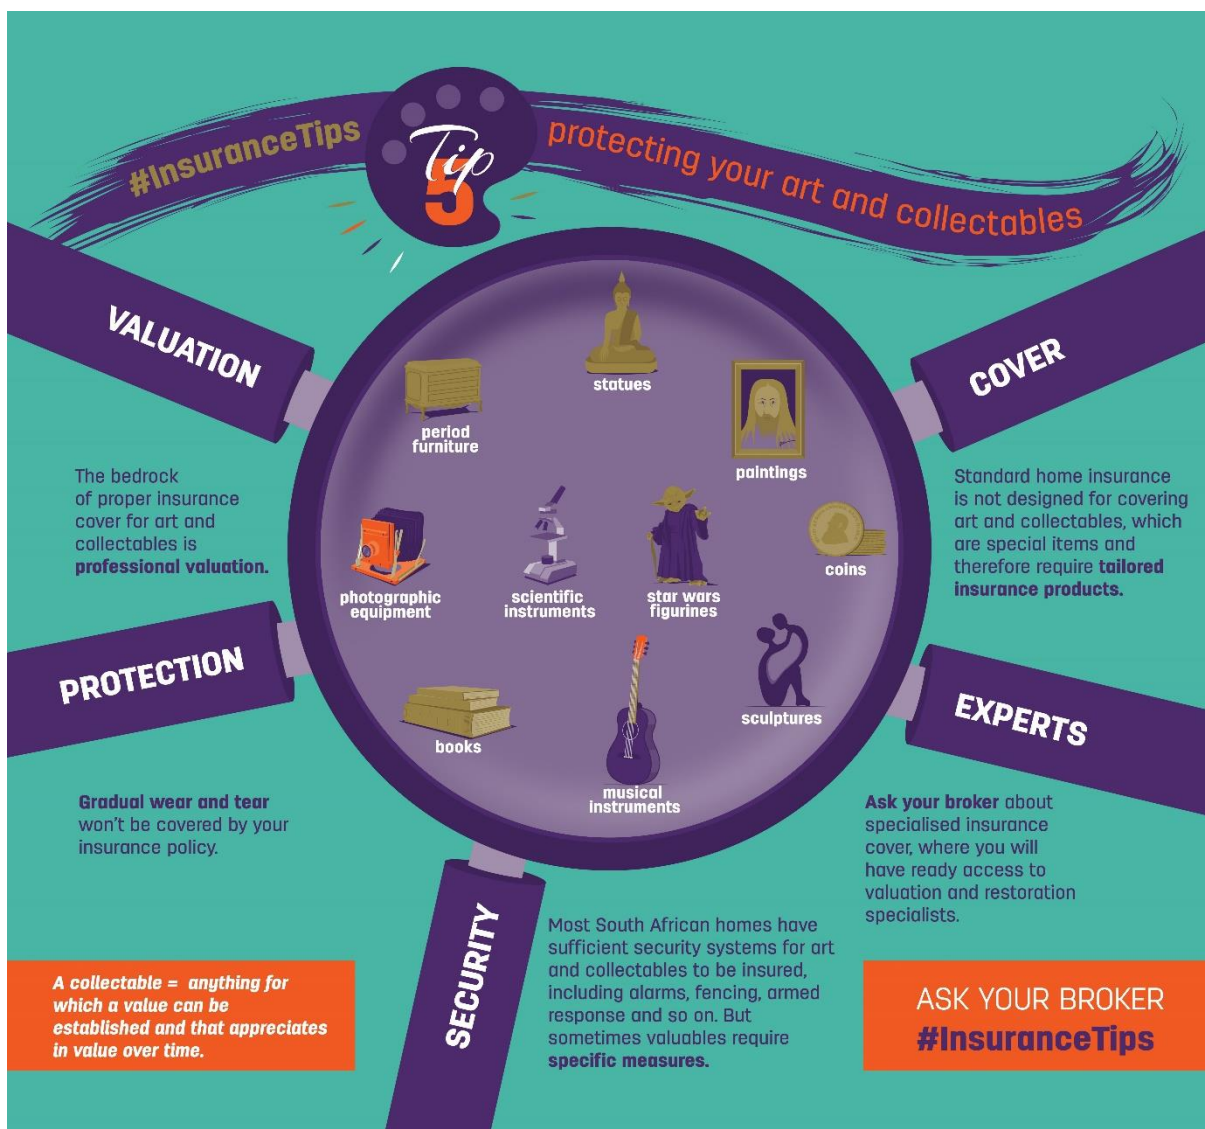 #InsuranceTips
Tip
5
protecting your art and collectables
VALUATION
The bedrock
of proper insurance
cover for art and
collectables is
professional valuation.
COVER
Standard home insurance
is not designed for covering
art and collectables, which
are special items and
therefore require tailored
insurance products.
statues
period
furniture
paintings
photographic
equipment
scientific
instruments
star wars
figurines
coins
books
musical
instruments
sculptures
PROTECTION
Gradual wear and tear
won't be covered by your
insurance policy.
EXPERTS
Ask your broker about
specialised insurance
cover, where you will
have ready access to
valuation and restoration
specialists.
SECURITY
Most South African homes have
sufficient security systems for art
and collectables to be insured,
including alarms, fencing, armed
response and so on. But
sometimes valuables require
specific measures.
A collectable = anything for
which a value can be
established and that appreciates
in value over time.
ASK YOUR BROKER
#InsuranceTips